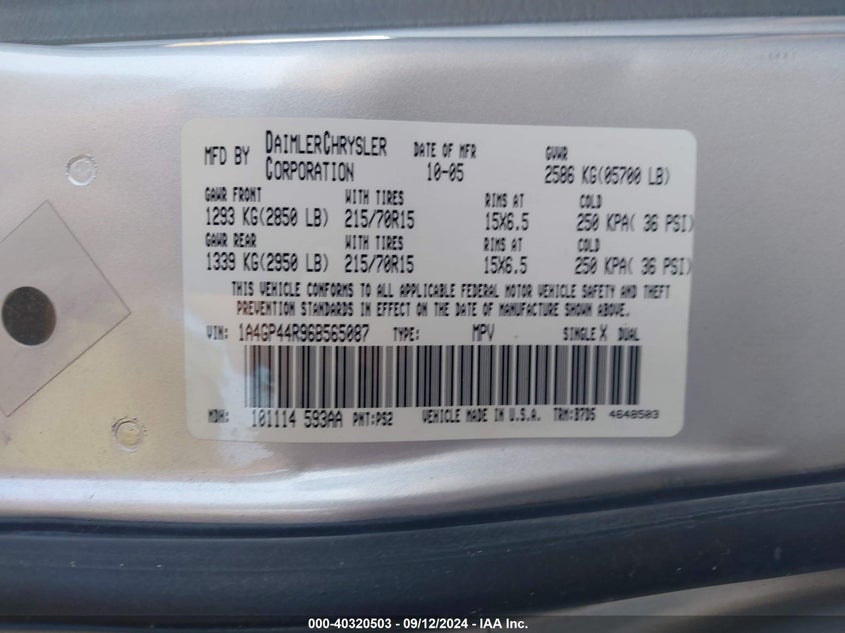 MFD BY DAIMLERCHRYSLER CORPORATION DATE OF MFR 10-05 GVWR 2586 KG(05700 LB)
GAWR FRONT WITH TIRES RIMS AT COLD
1293 KG(2850 LB) 215/70R15 15X6.5 250 KPA( 36 PSI)
GAWR REAR WITH TIRES RIMS AT COLD
1339 KG(2950 LB) 215/70R15 15X6.5 250 KPA( 36 PSI)
THIS VEHICLE CONFORMS TO ALL APPLICABLE FEDERAL MOTOR VEHICLE SAFETY AND THEFT
PREVENTION STANDARDS IN EFFECT ON THE DATE OF MANUFACTURE SHOWN ABOVE.
VIN: 1A4GP44R96B565087 TYPE: MPV SINGLE X DUAL
MDH: 101114 593AA PNT:PS2 VEHICLE MADE IN U.S.A. TRM:B7D5 4648503
000-40320503 - 09/12/2024 - IAA Inc.